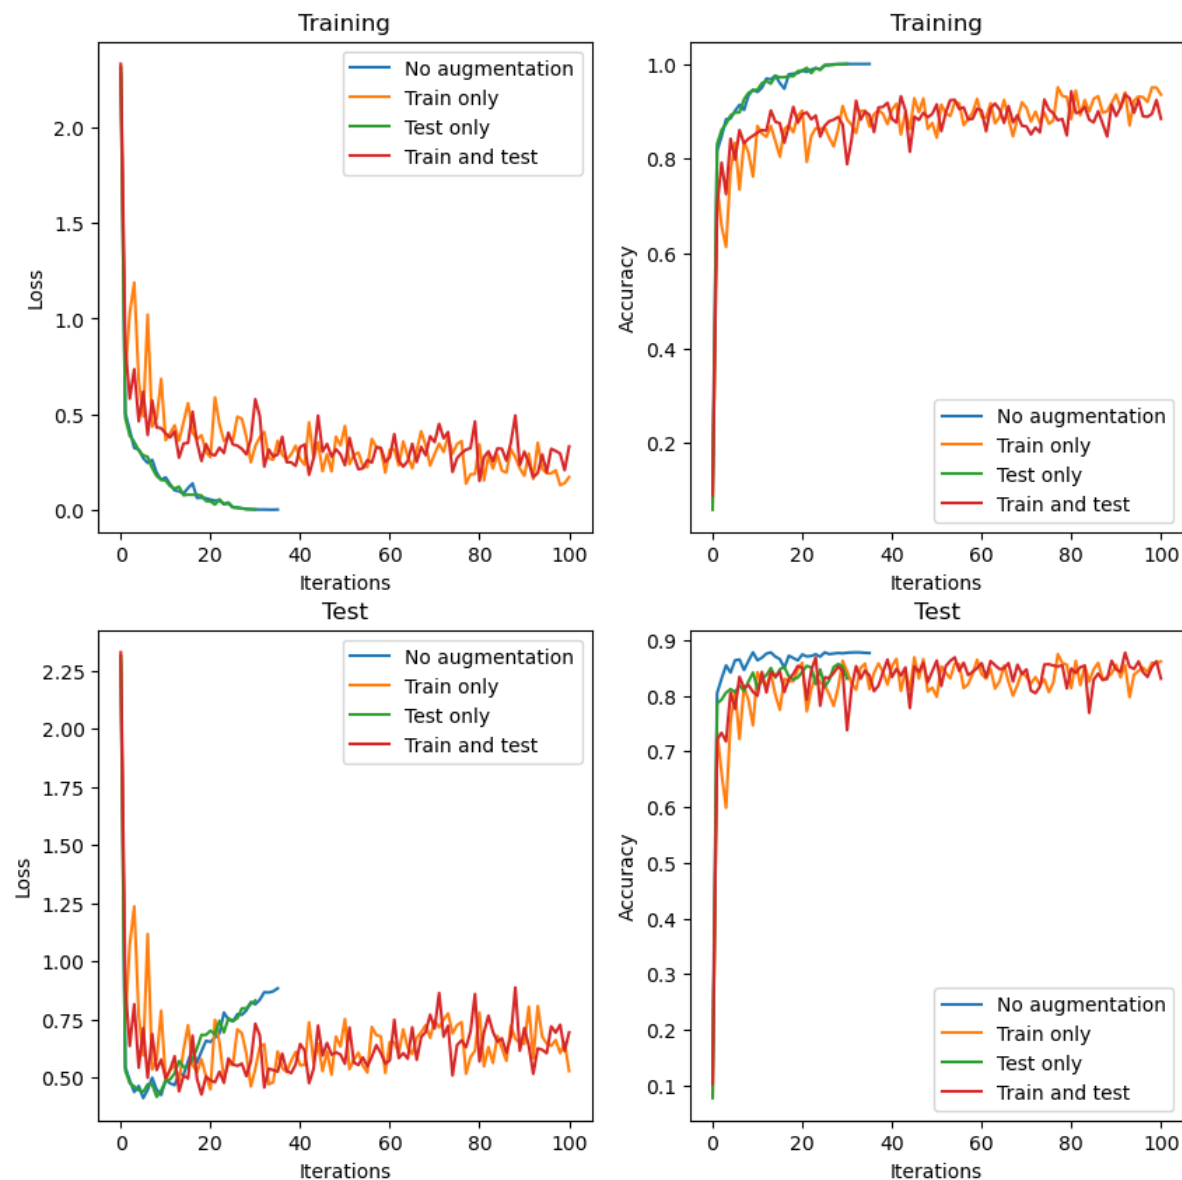 Training
Loss
2.0
1.5
1.0
0.5
0.0
0 20 40 60 80 100
Iterations
No augmentation
Train only
Test only
Train and test
Training
Accuracy
1.0
0.8
0.6
0.4
0.2
0 20 40 60 80 100
Iterations
No augmentation
Train only
Test only
Train and test
Test
Loss
2.25
2.00
1.75
1.50
1.25
1.00
0.75
0.50
0 20 40 60 80 100
Iterations
No augmentation
Train only
Test only
Train and test
Test
Accuracy
0.9
0.8
0.7
0.6
0.5
0.4
0.3
0.2
0.1
0 20 40 60 80 100
Iterations
No augmentation
Train only
Test only
Train and test